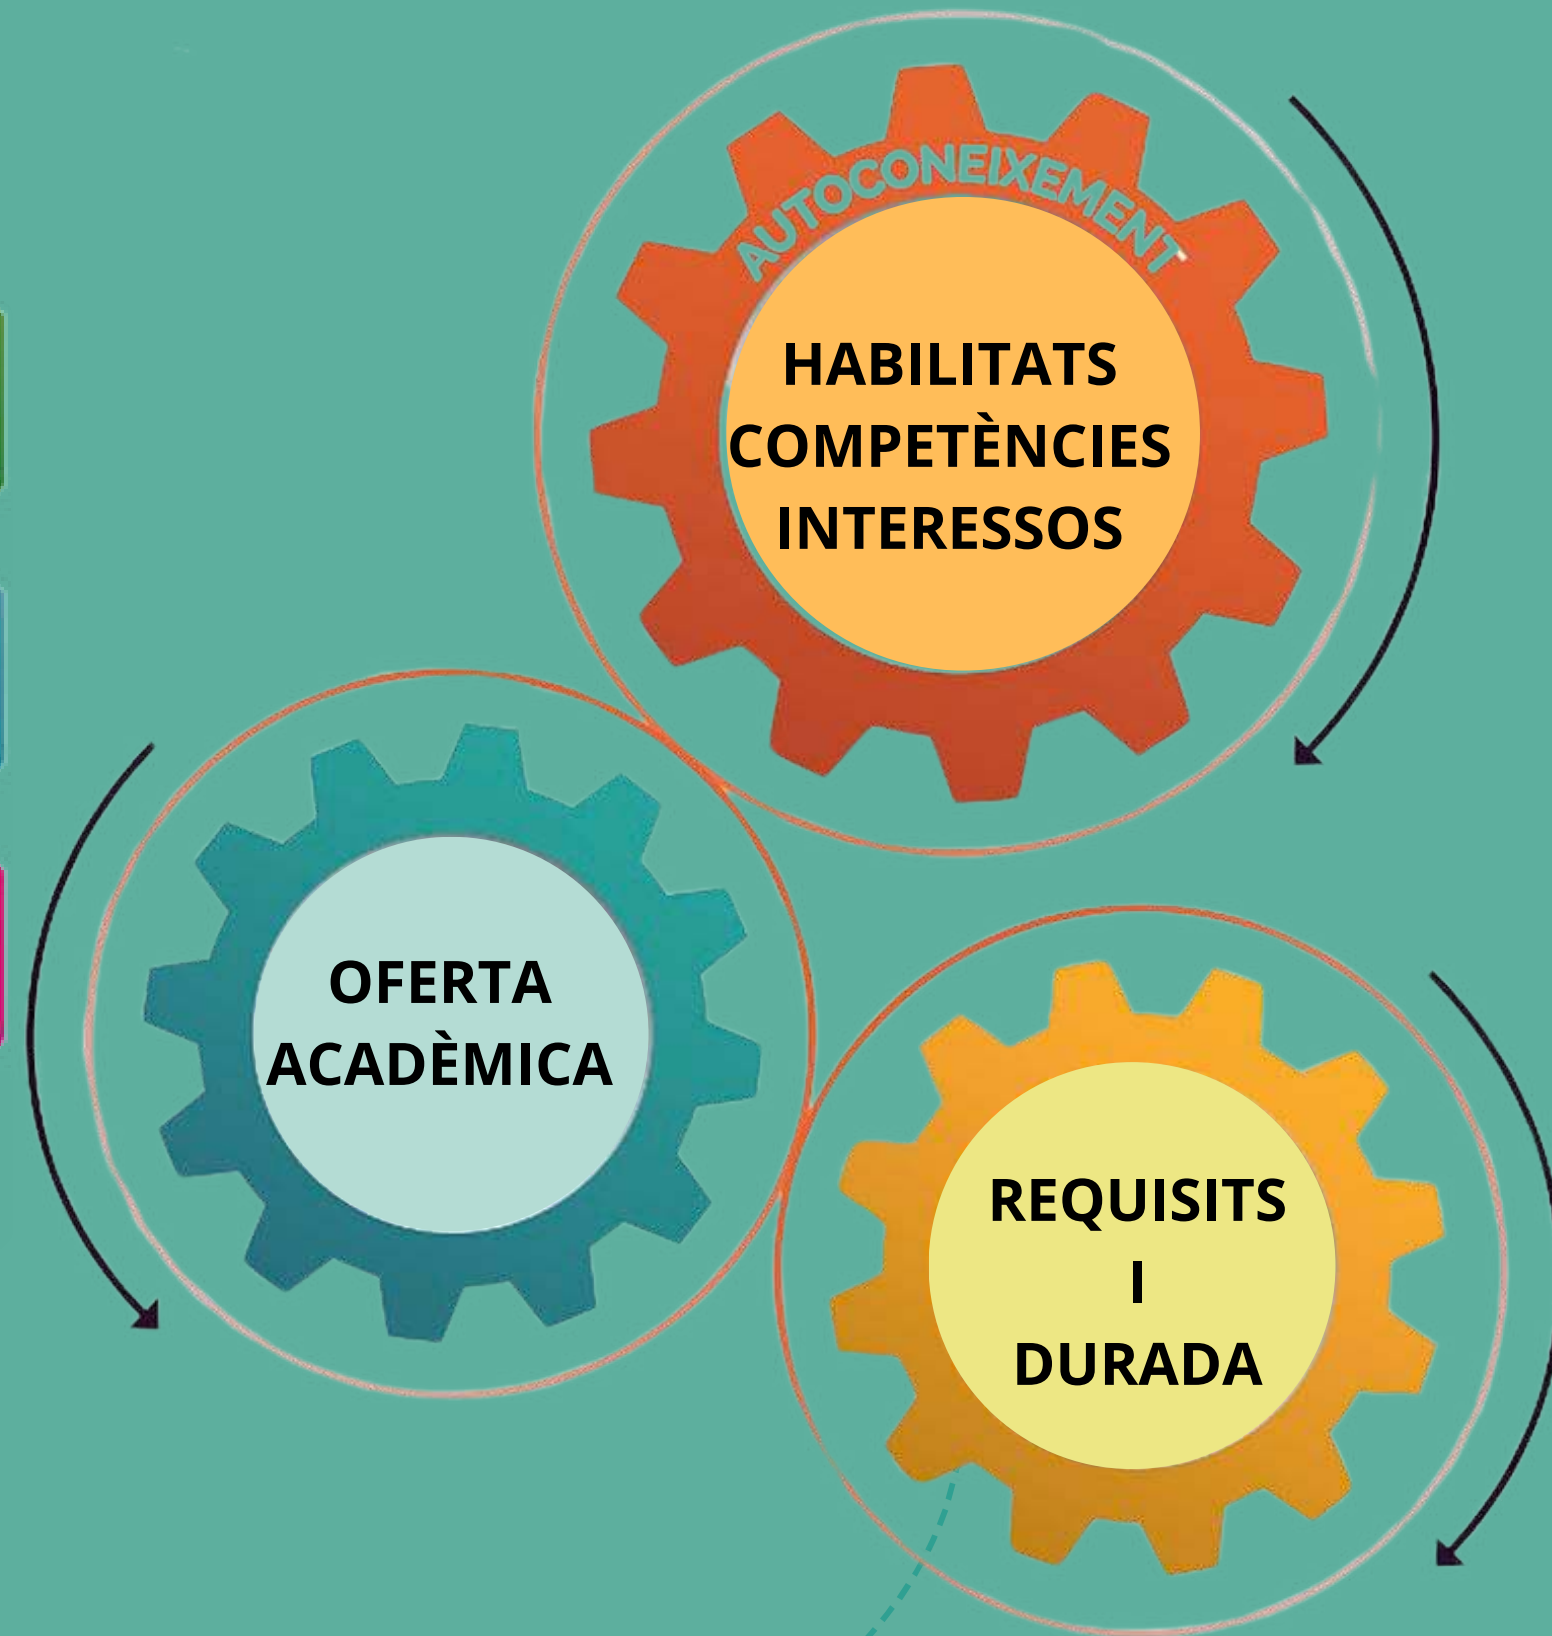 AUTOCONEIXEMENT
HABILITATS
COMPETÈNCIES
INTERESSOS
OFERTA
ACADÈMICA
REQUISITS
I
DURADA